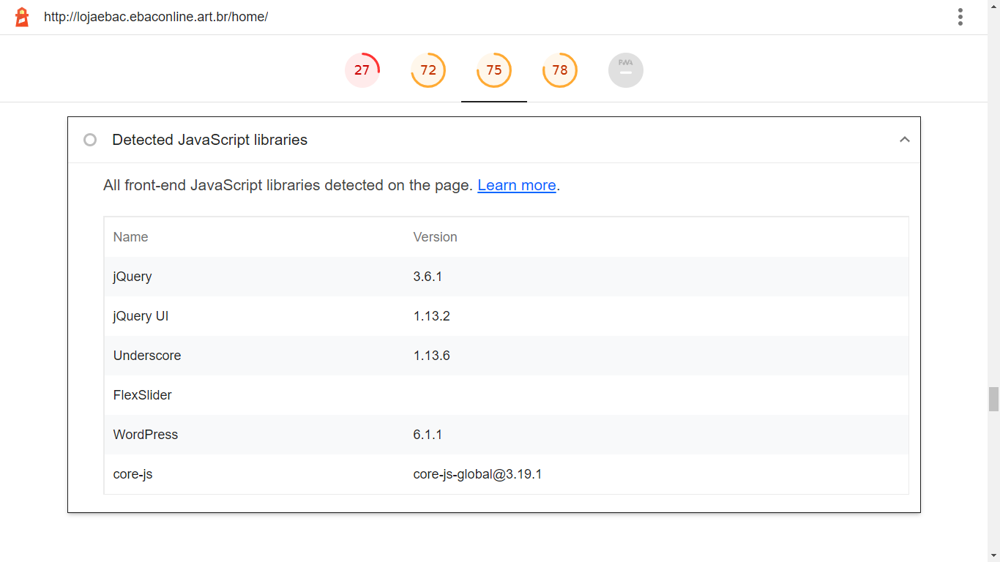 http://lojaebac.ebaconline.art.br/home/
27 72 75 78 PWA
Detected JavaScript libraries
All front-end JavaScript libraries detected on the page. Learn more.
Name Version
jQuery 3.6.1
jQuery UI 1.13.2
Underscore 1.13.6
FlexSlider
WordPress 6.1.1
core-js core-js-global@3.19.1